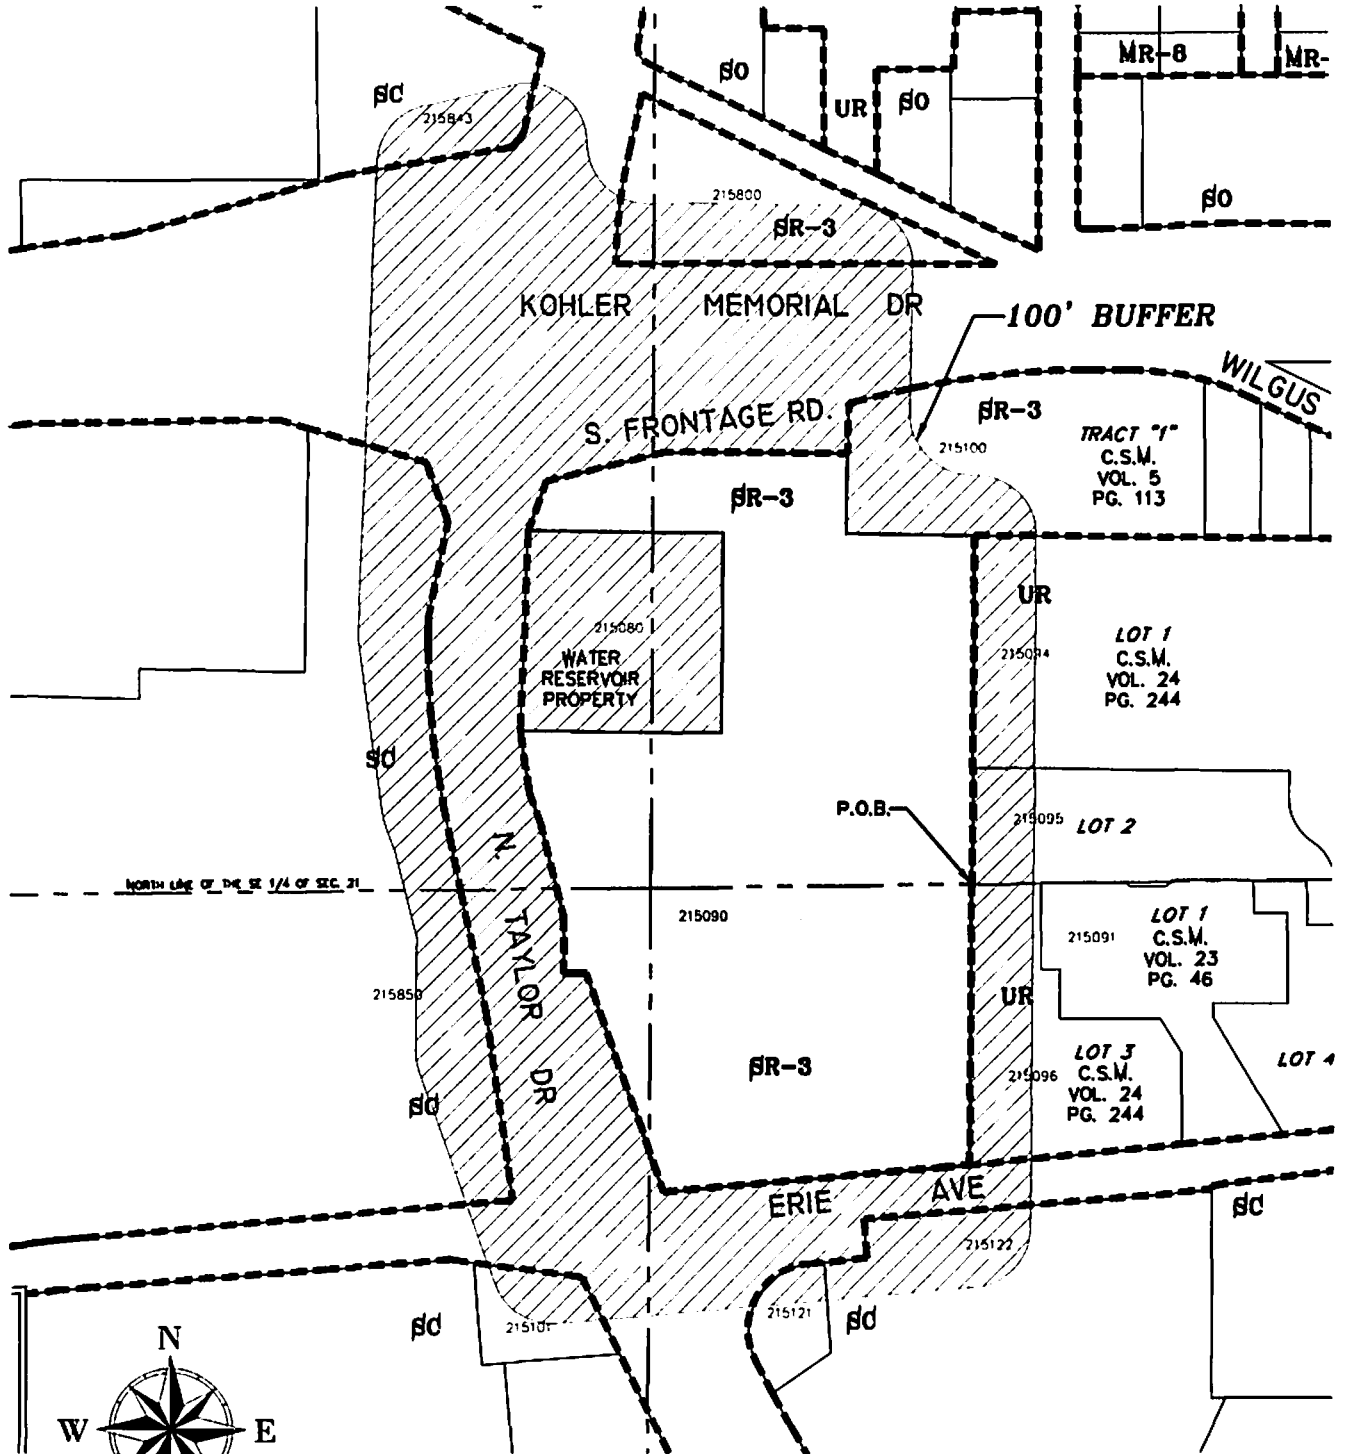 MR-8
MR-
SO
SC
UR
SO
215843
215800
SO
SR-3
KOHLER MEMORIAL DR
100' BUFFER
WILGUS
S. FRONTAGE RD.
SR-3
215100
TRACT "1"
C.S.M.
VOL. 5
PG. 113
SR-3
UR
215080
215094
WATER
RESERVOIR
PROPERTY
LOT 1
C.S.M.
VOL. 24
PG. 244
SC
P.O.B.
215095
LOT 2
N. TAYLOR DR
NORTH LINE OF THE SE 1/4 OF SEC. 21
215090
LOT 1
C.S.M.
VOL. 23
PG. 46
215091
215850
UR
SR-3
LOT 3
C.S.M.
VOL. 24
PG. 244
215096
LOT 4
SC
ERIE AVE
SC
215122
215121
SC
215101
SC
N
W
E